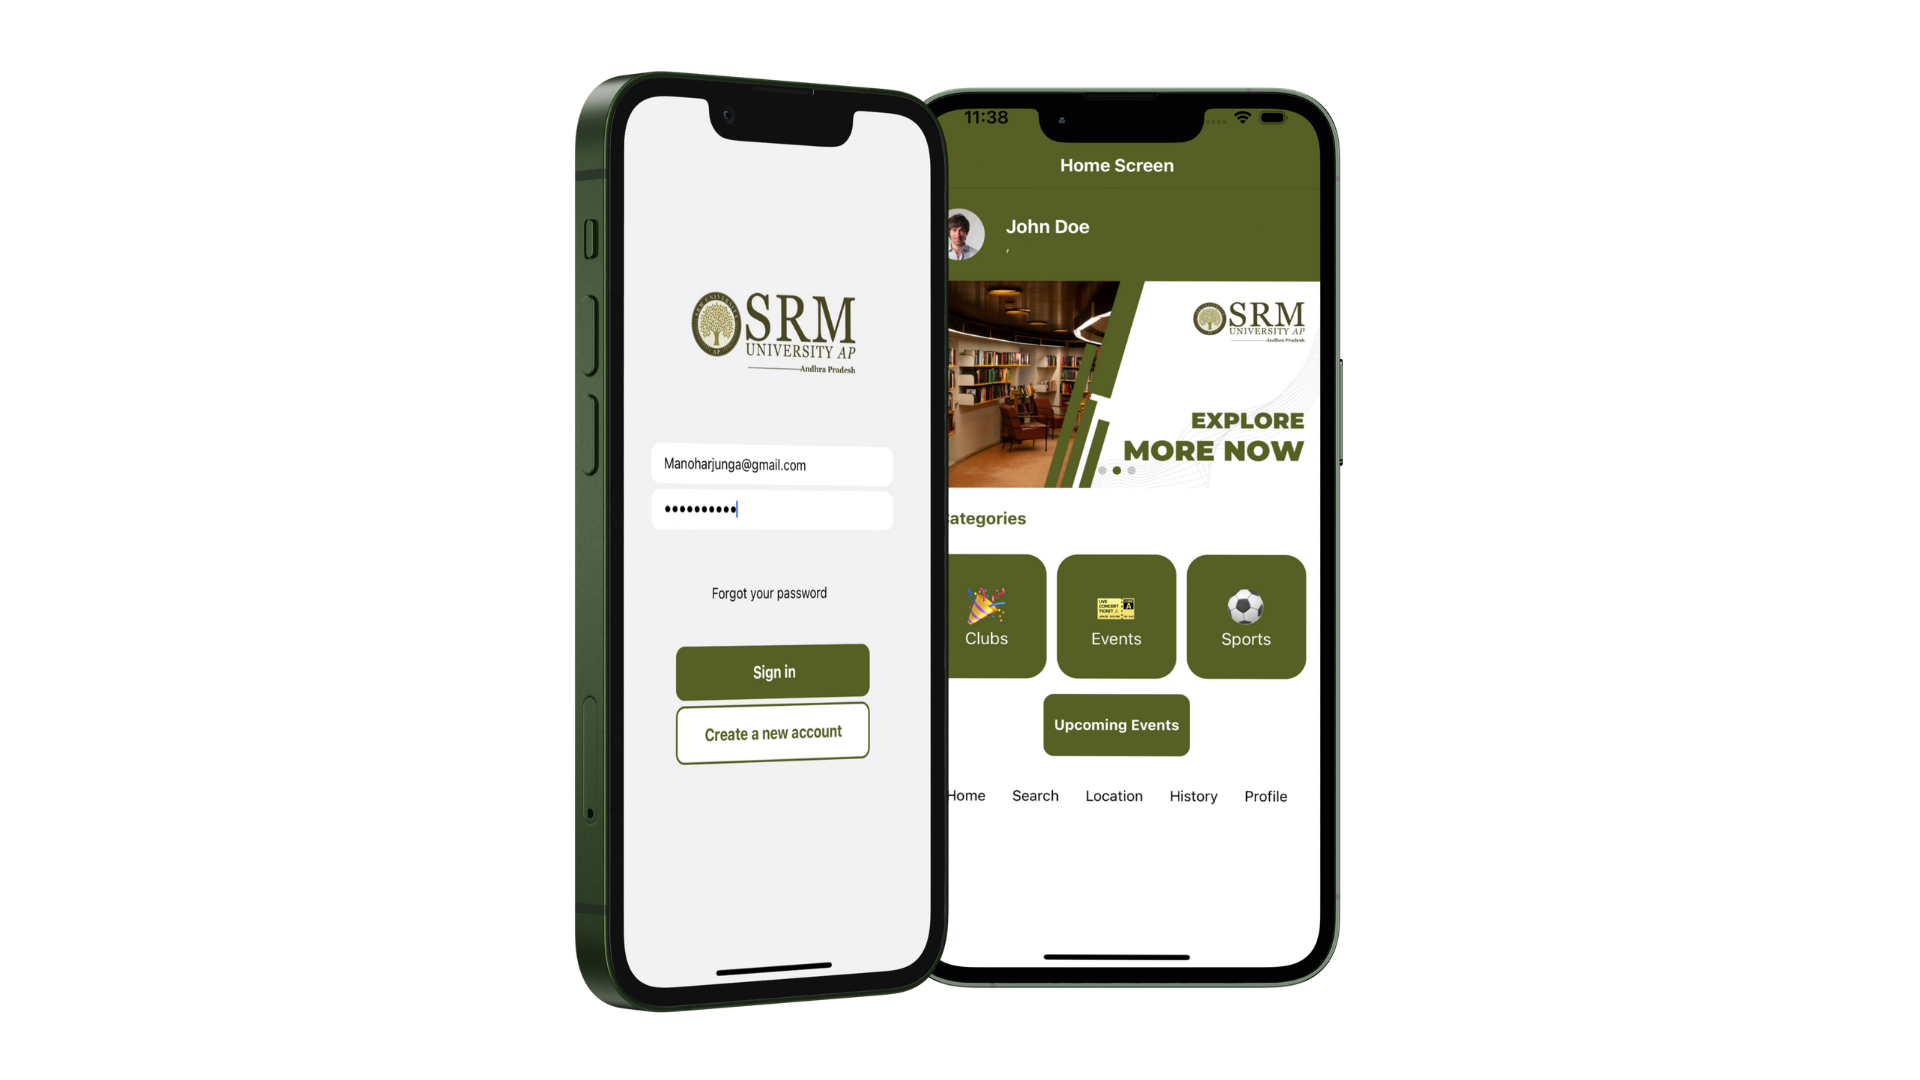 SRM
UNIVERSITY AP
Andhra Pradesh
Manoharjunga@gmail.com
••••••••••
Forgot your password
Sign in
Create a new account
11:38
Home Screen
John Doe
,
SRM
UNIVERSITY AP
Andhra Pradesh
EXPLORE
MORE NOW
ategories
Clubs
Events
Sports
Upcoming Events
Home
Search
Location
History
Profile